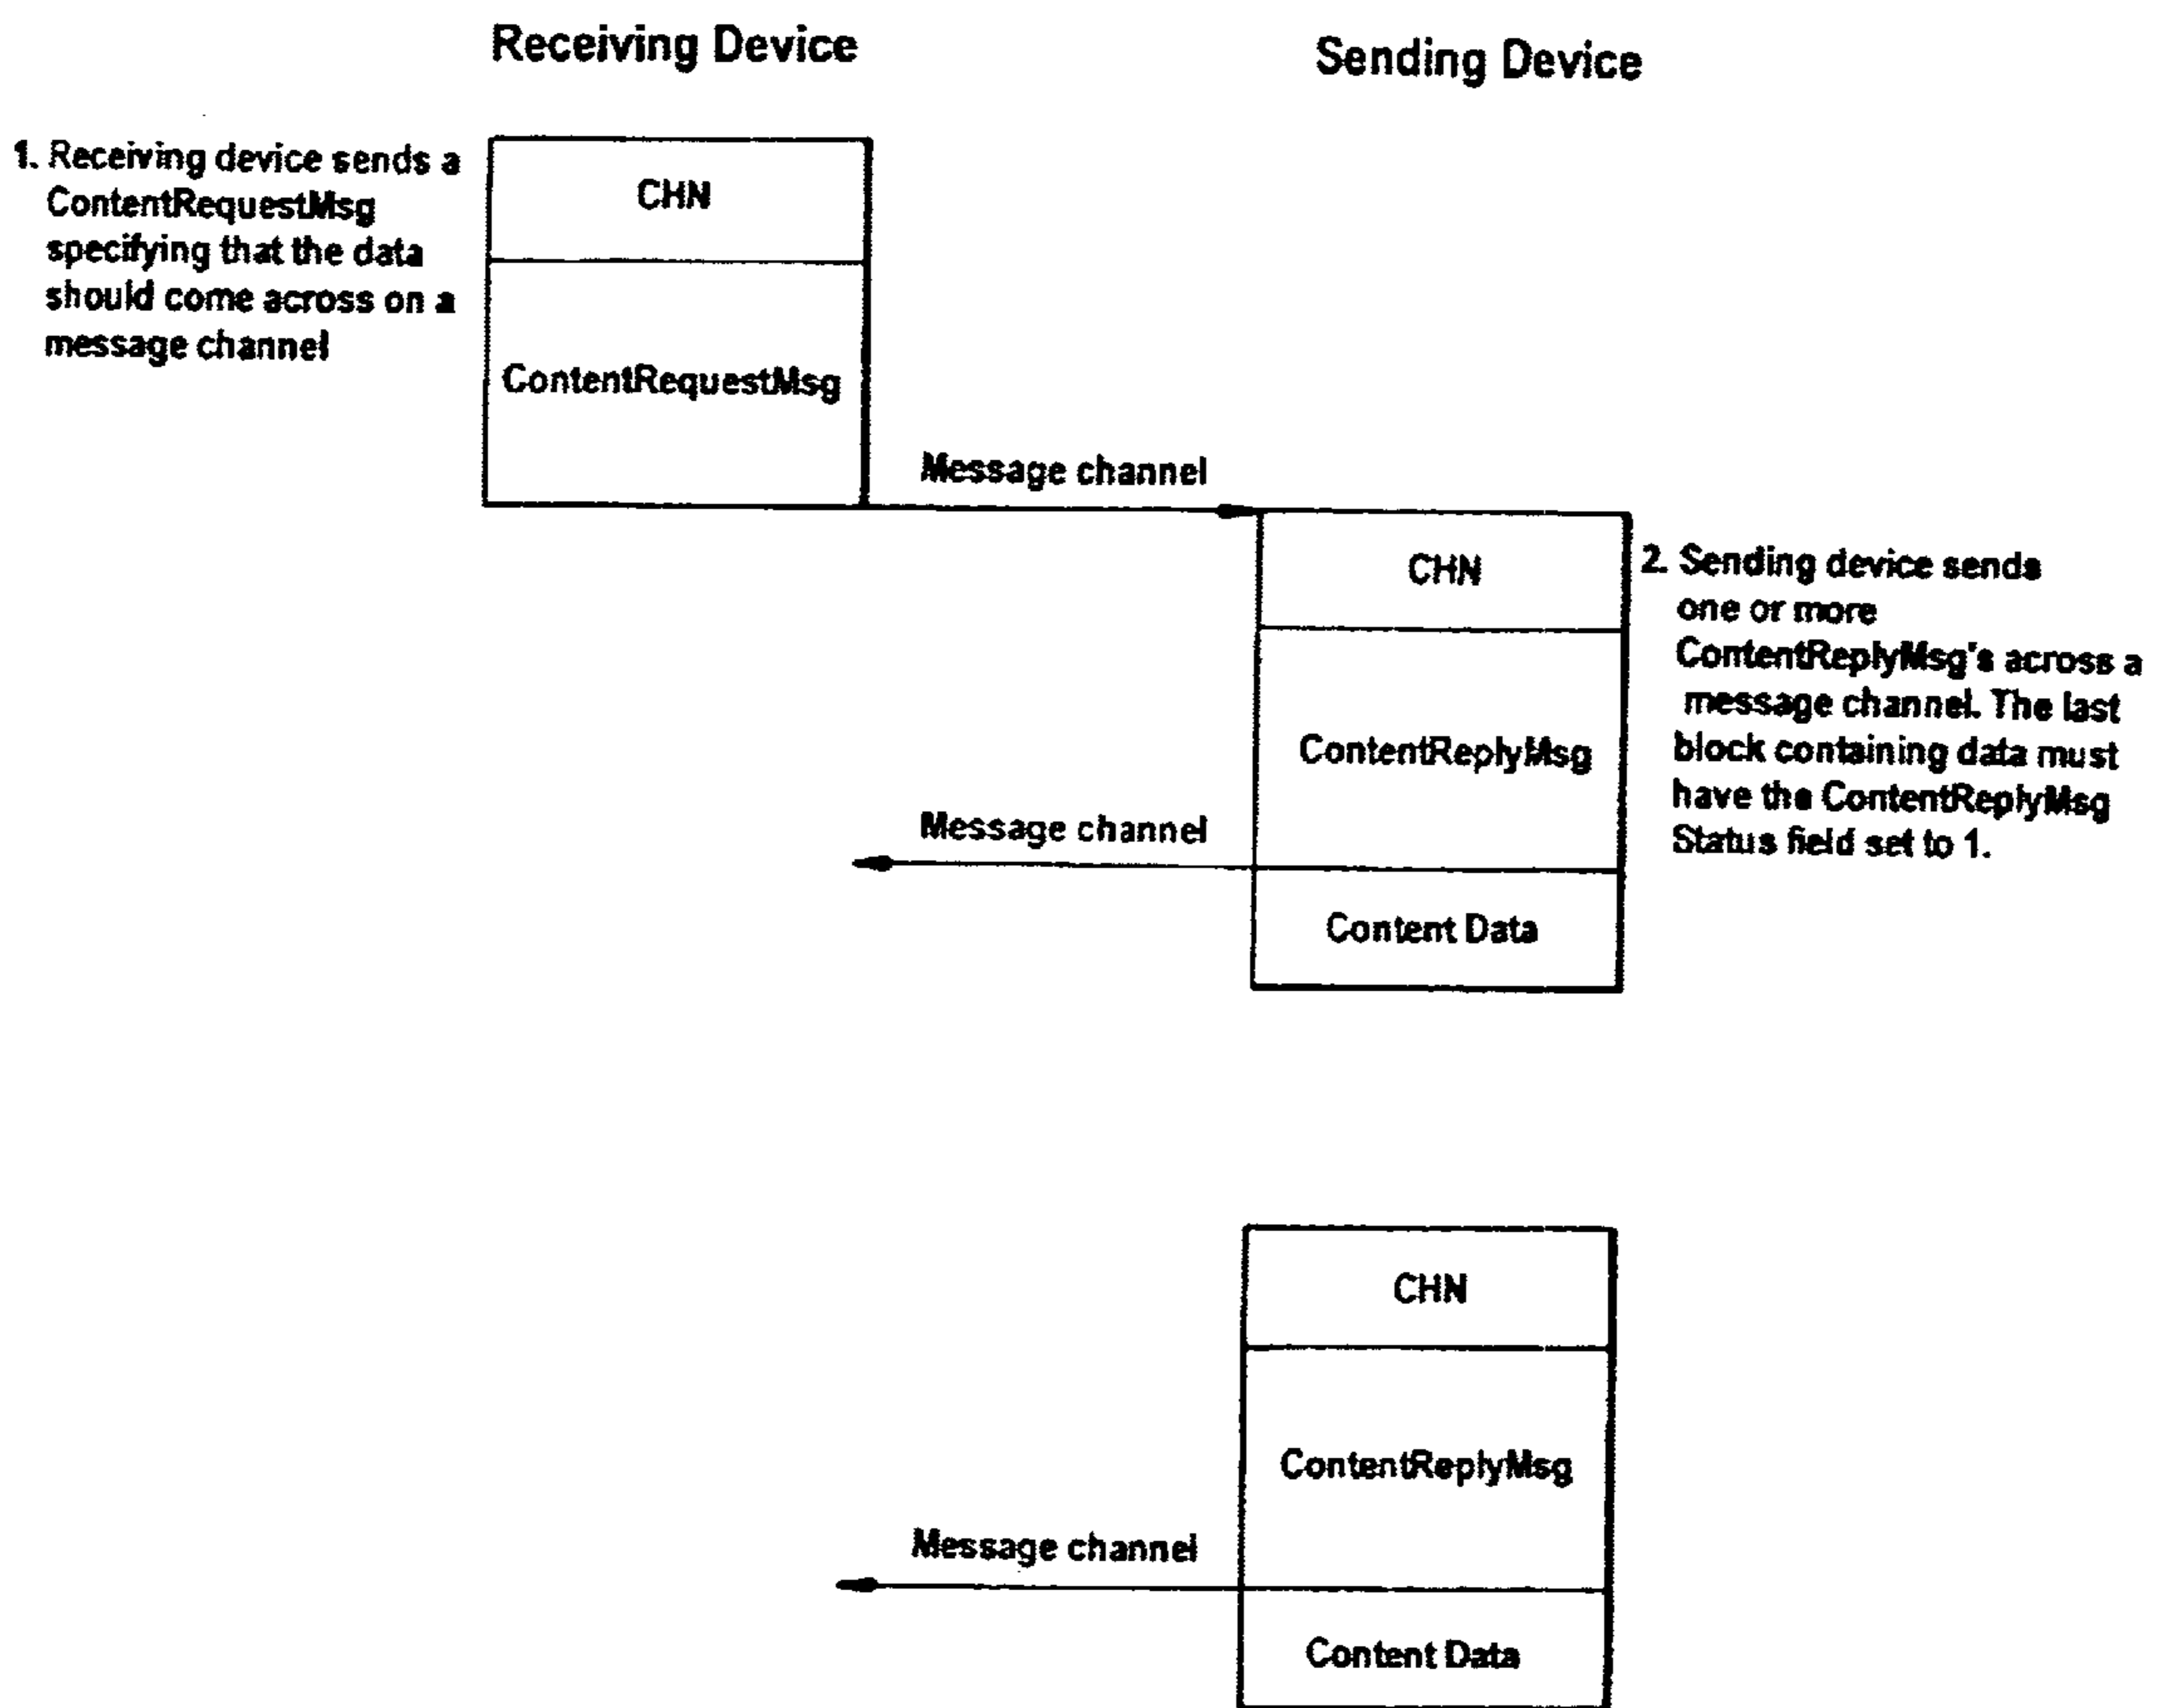 Receiving Device
Sending Device
1. Receiving device sends a
ContentRequestMsg
specifying that the data
should come across on a
message channel
CHN
ContentRequestMsg
Message channel
CHN
ContentReplyMsg
Content Data
2. Sending device sends
one or more
ContentReplyMsg's across a
message channel. The last
block containing data must
have the ContentReplyMsg
Status field set to 1.
Message channel
CHN
ContentReplyMsg
Content Data
Message channel